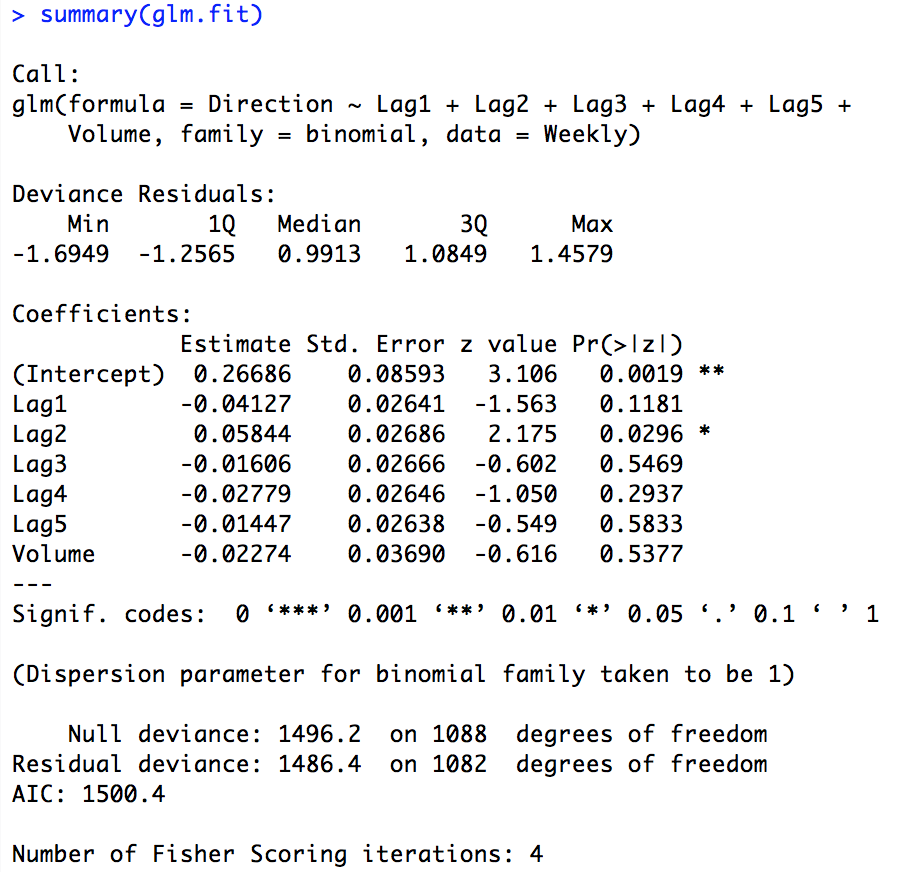 > summary(glm.fit)
Call:
glm(formula = Direction ~ Lag1 + Lag2 + Lag3 + Lag4 + Lag5 +
    Volume, family = binomial, data = Weekly)
Deviance Residuals:
    Min       1Q   Median       3Q      Max
-1.6949  -1.2565   0.9913   1.0849   1.4579
Coefficients:
            Estimate Std. Error z value Pr(>|z|)
(Intercept)  0.26686    0.08593   3.106   0.0019 **
Lag1        -0.04127    0.02641  -1.563   0.1181
Lag2         0.05844    0.02686   2.175   0.0296 *
Lag3        -0.01606    0.02666  -0.602   0.5469
Lag4        -0.02779    0.02646  -1.050   0.2937
Lag5        -0.01447    0.02638  -0.549   0.5833
Volume      -0.02274    0.03690  -0.616   0.5377
---
Signif. codes:  0 ‘***’ 0.001 ‘**’ 0.01 ‘*’ 0.05 ‘.’ 0.1 ‘ ’ 1
(Dispersion parameter for binomial family taken to be 1)
    Null deviance: 1496.2  on 1088  degrees of freedom
Residual deviance: 1486.4  on 1082  degrees of freedom
AIC: 1500.4
Number of Fisher Scoring iterations: 4